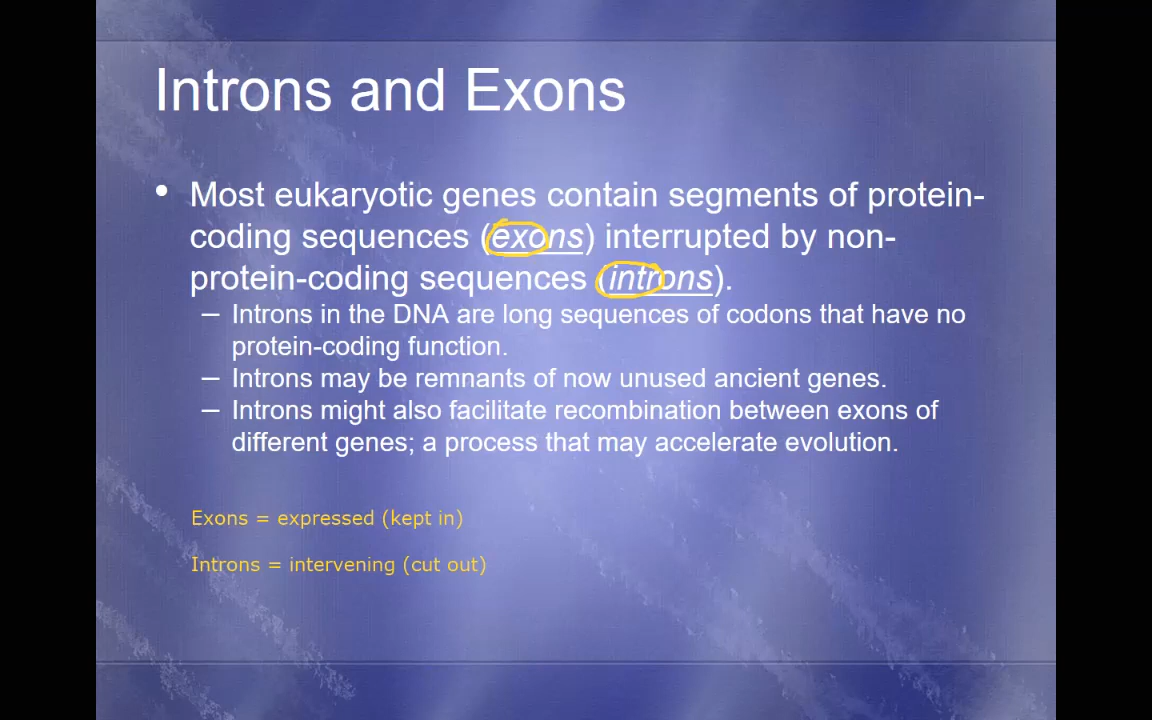 Introns and Exons
• Most eukaryotic genes contain segments of protein-
coding sequences (exons) interrupted by non-
protein-coding sequences (introns).
– Introns in the DNA are long sequences of codons that have no
protein-coding function.
– Introns may be remnants of now unused ancient genes.
– Introns might also facilitate recombination between exons of
different genes; a process that may accelerate evolution.
Exons = expressed (kept in)
Introns = intervening (cut out)